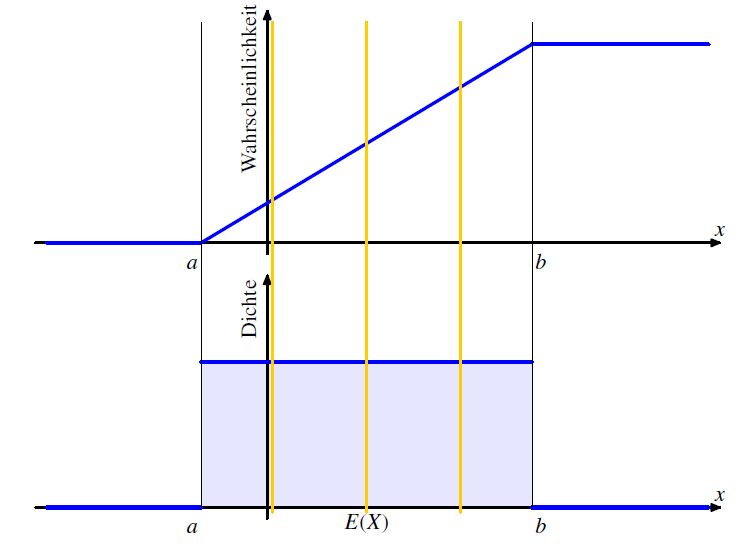 Wahrscheinlichkeit
x
a
b
Dichte
x
a
E(X)
b